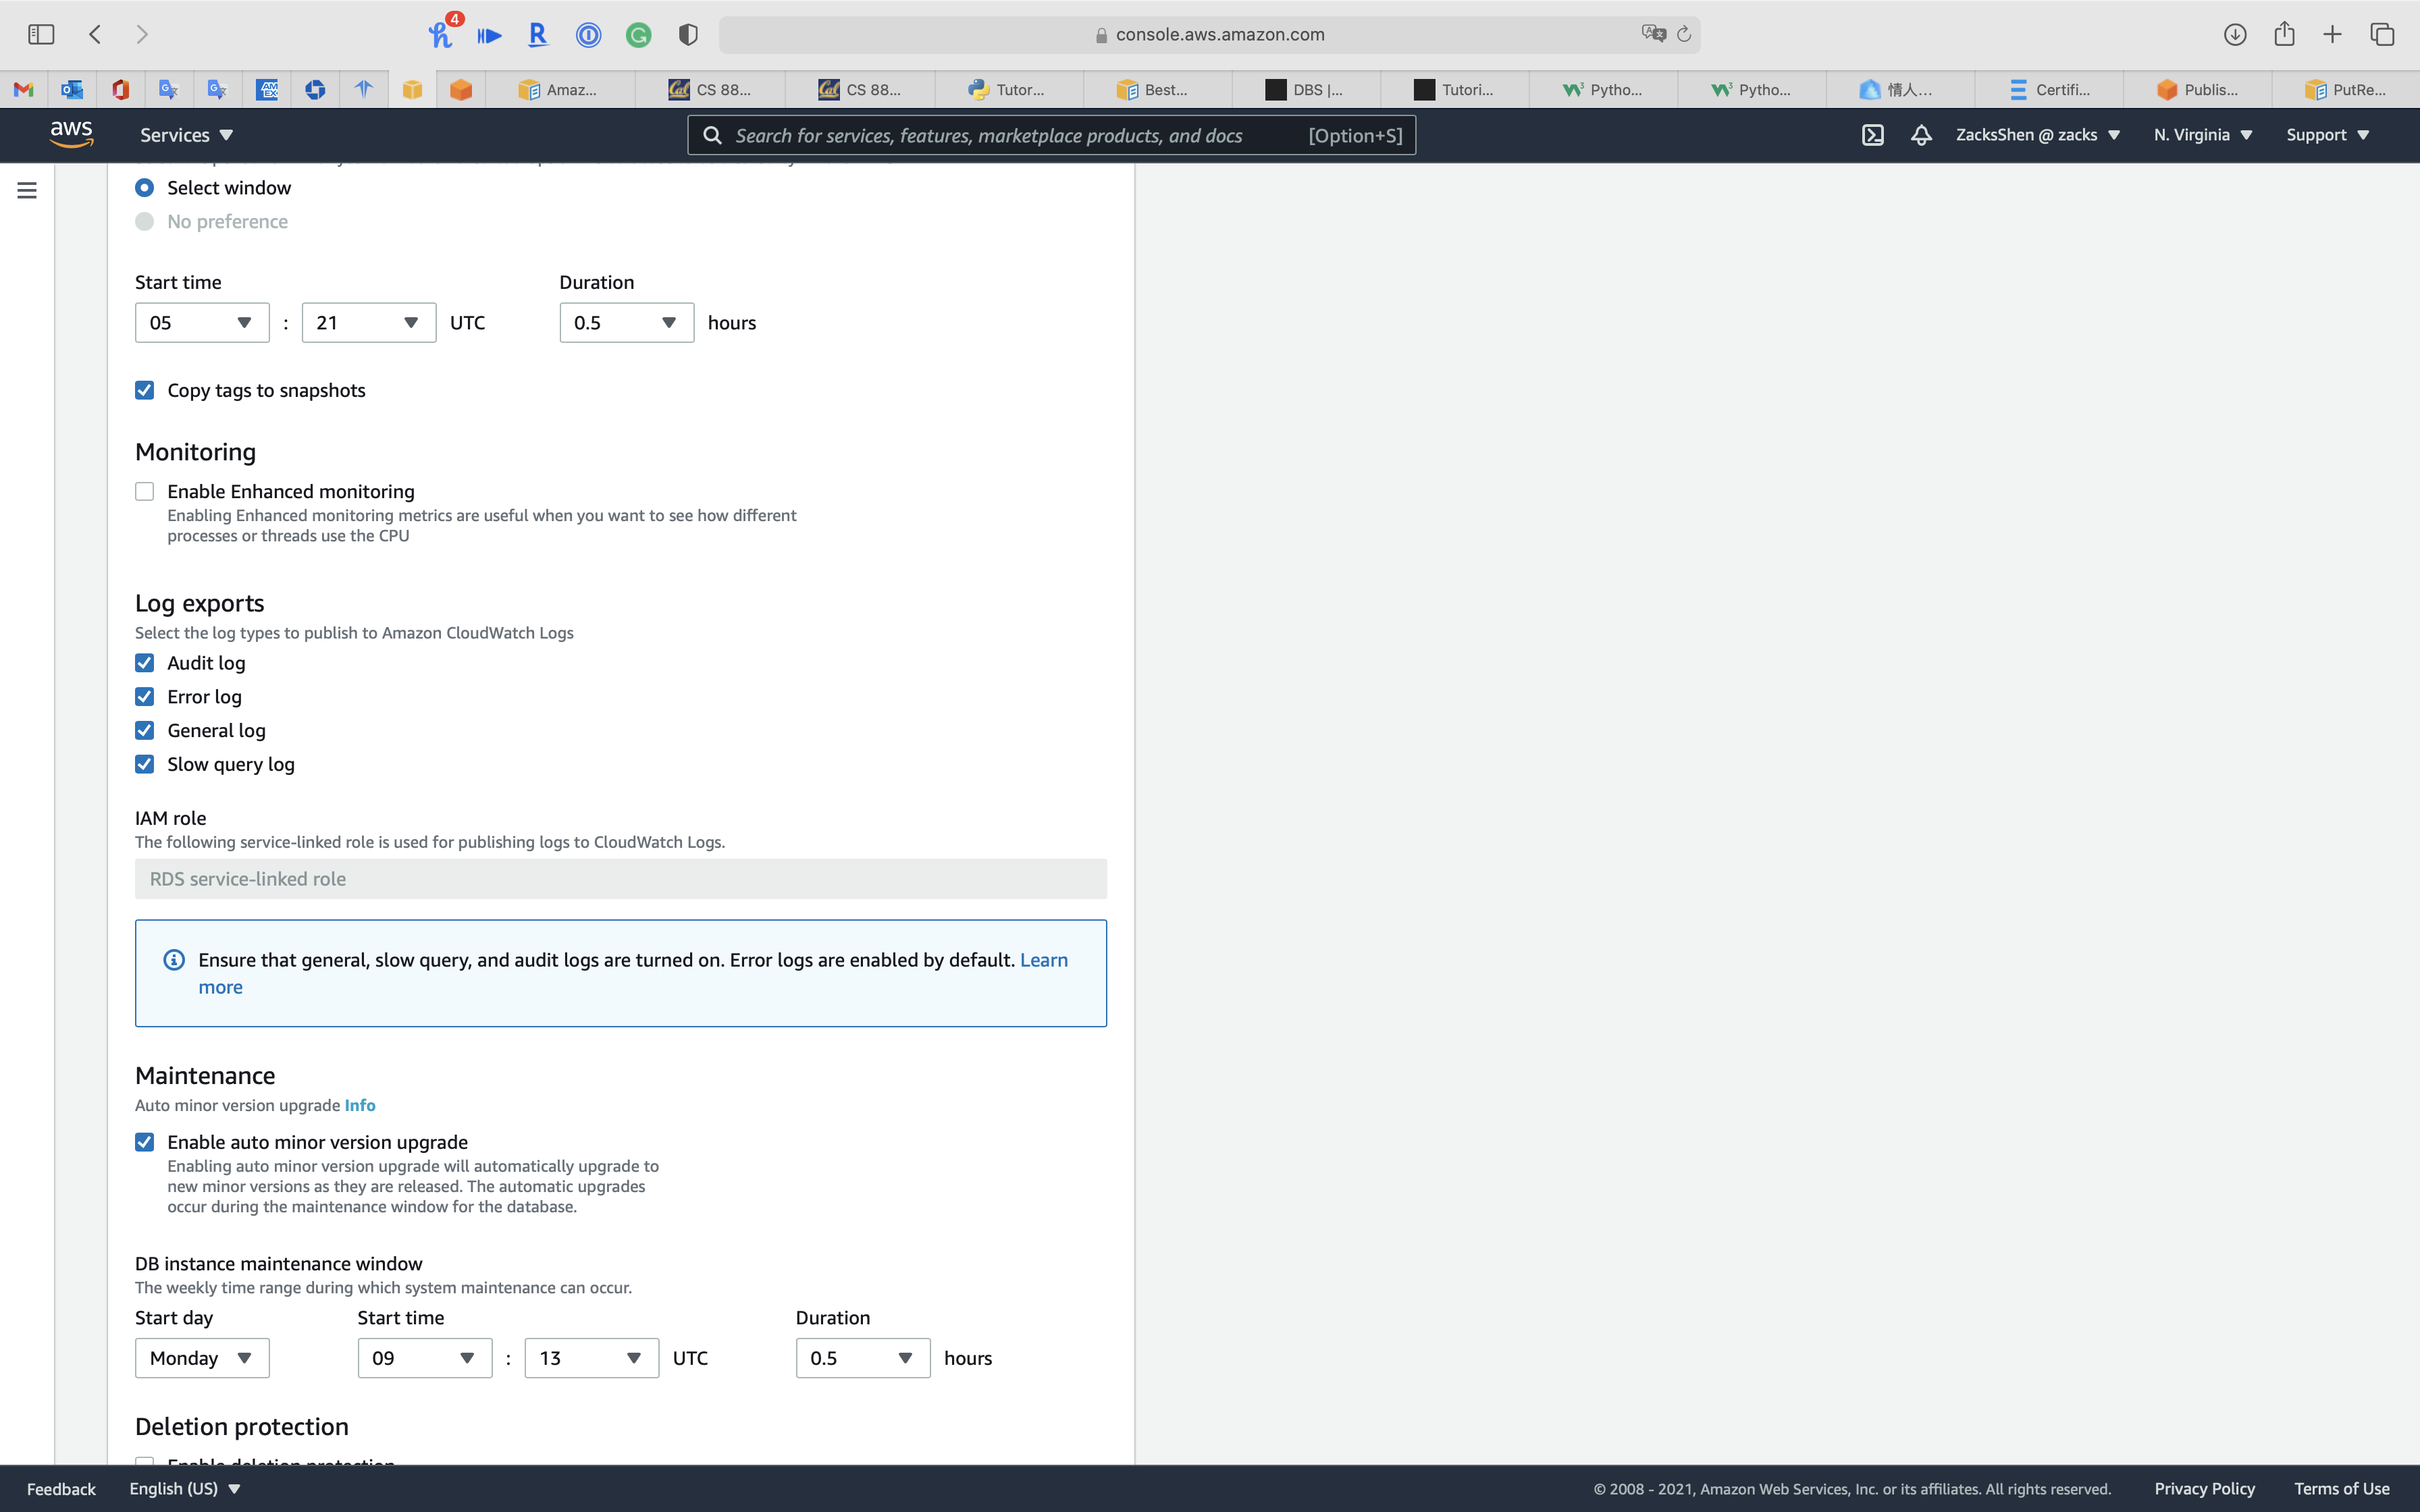 4
console.aws.amazon.com
Amaz...
CS 88...
CS 88...
Tutor...
Best...
DBS |...
Tutori...
Pytho...
Pytho...
情人...
Certifi...
Publis...
PutRe...
aws
Services
Search for services, features, marketplace products, and docs [Option+S]
ZacksShen @ zacks
N. Virginia
Support
Select window
No preference
Start time Duration
05 : 21 UTC 0.5 hours
Copy tags to snapshots
Monitoring
Enable Enhanced monitoring
Enabling Enhanced monitoring metrics are useful when you want to see how different
processes or threads use the CPU
Log exports
Select the log types to publish to Amazon CloudWatch Logs
Audit log
Error log
General log
Slow query log
IAM role
The following service-linked role is used for publishing logs to CloudWatch Logs.
RDS service-linked role
Ensure that general, slow query, and audit logs are turned on. Error logs are enabled by default. Learn
more
Maintenance
Auto minor version upgrade Info
Enable auto minor version upgrade
Enabling auto minor version upgrade will automatically upgrade to
new minor versions as they are released. The automatic upgrades
occur during the maintenance window for the database.
DB instance maintenance window
The weekly time range during which system maintenance can occur.
Start day Start time Duration
Monday 09 : 13 UTC 0.5 hours
Deletion protection
Enable deletion protection
Feedback English (US) © 2008 - 2021, Amazon Web Services, Inc. or its affiliates. All rights reserved. Privacy Policy Terms of Use